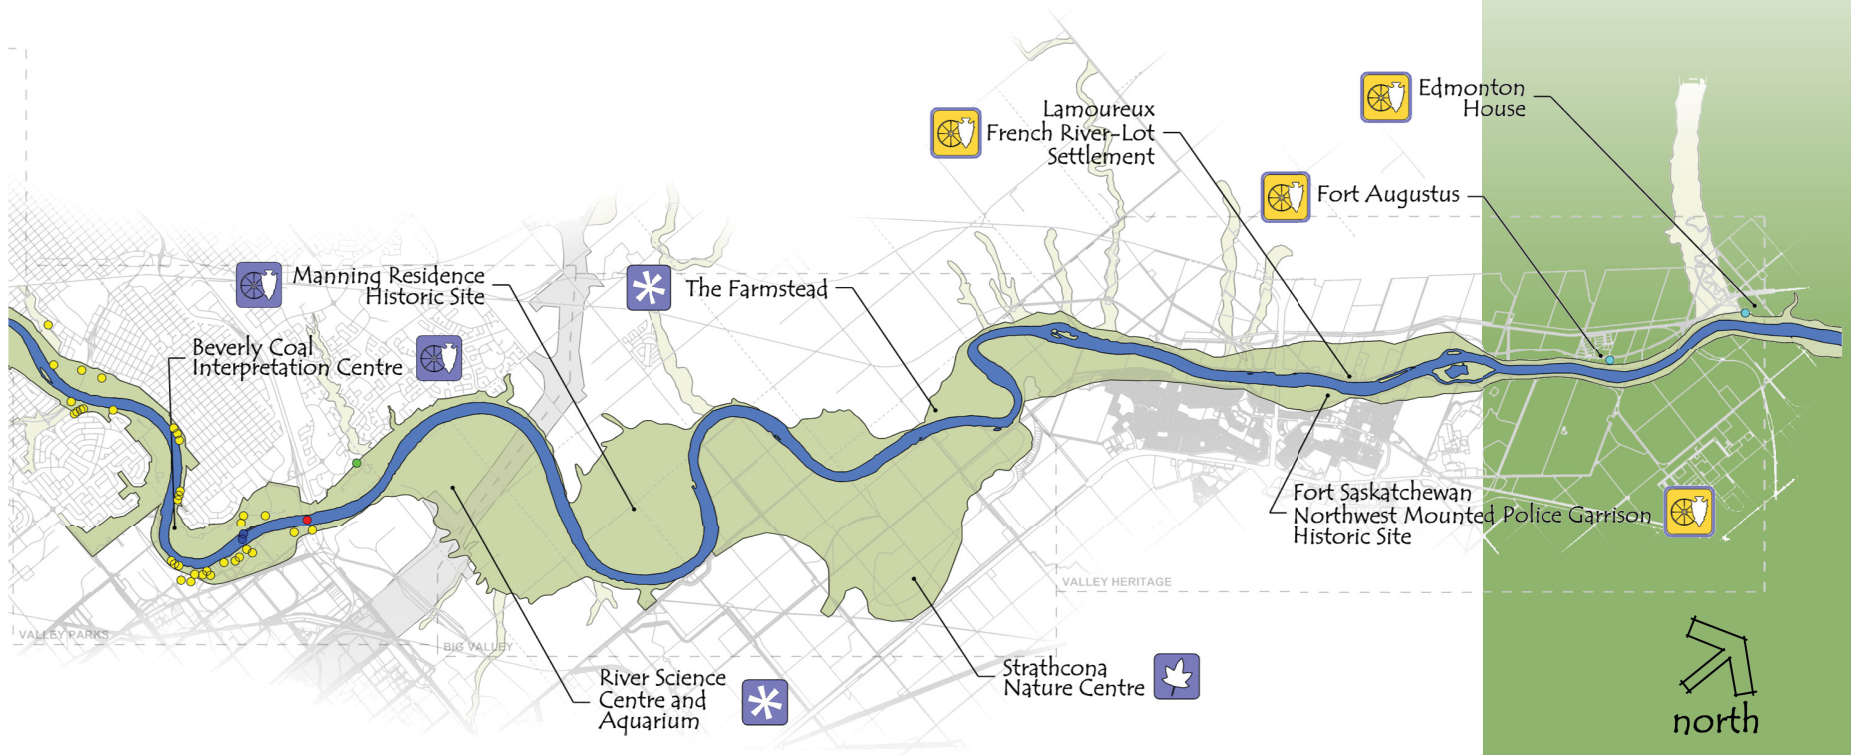 Edmonton
House
Lamoureux
French River-Lot
Settlement
Fort Augustus
Manning Residence
Historic Site
The Farmstead
Beverly Coal
Interpretation Centre
Fort Saskatchewan
Northwest Mounted Police Garrison
Historic Site
VALLEY HERITAGE
VALLEY PARKS
BIG VALLEY
River Science
Centre and
Aquarium
Strathcona
Nature Centre
north